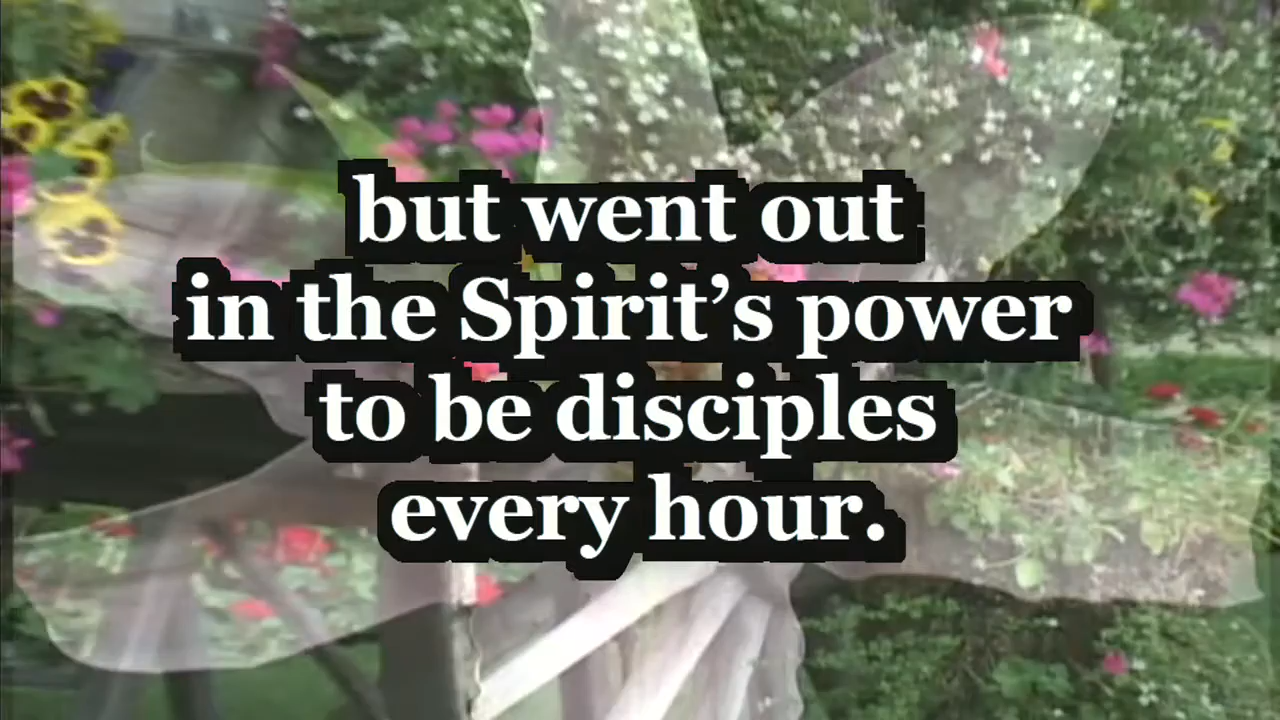 but went out
in the Spirit’s power
to be disciples
every hour.